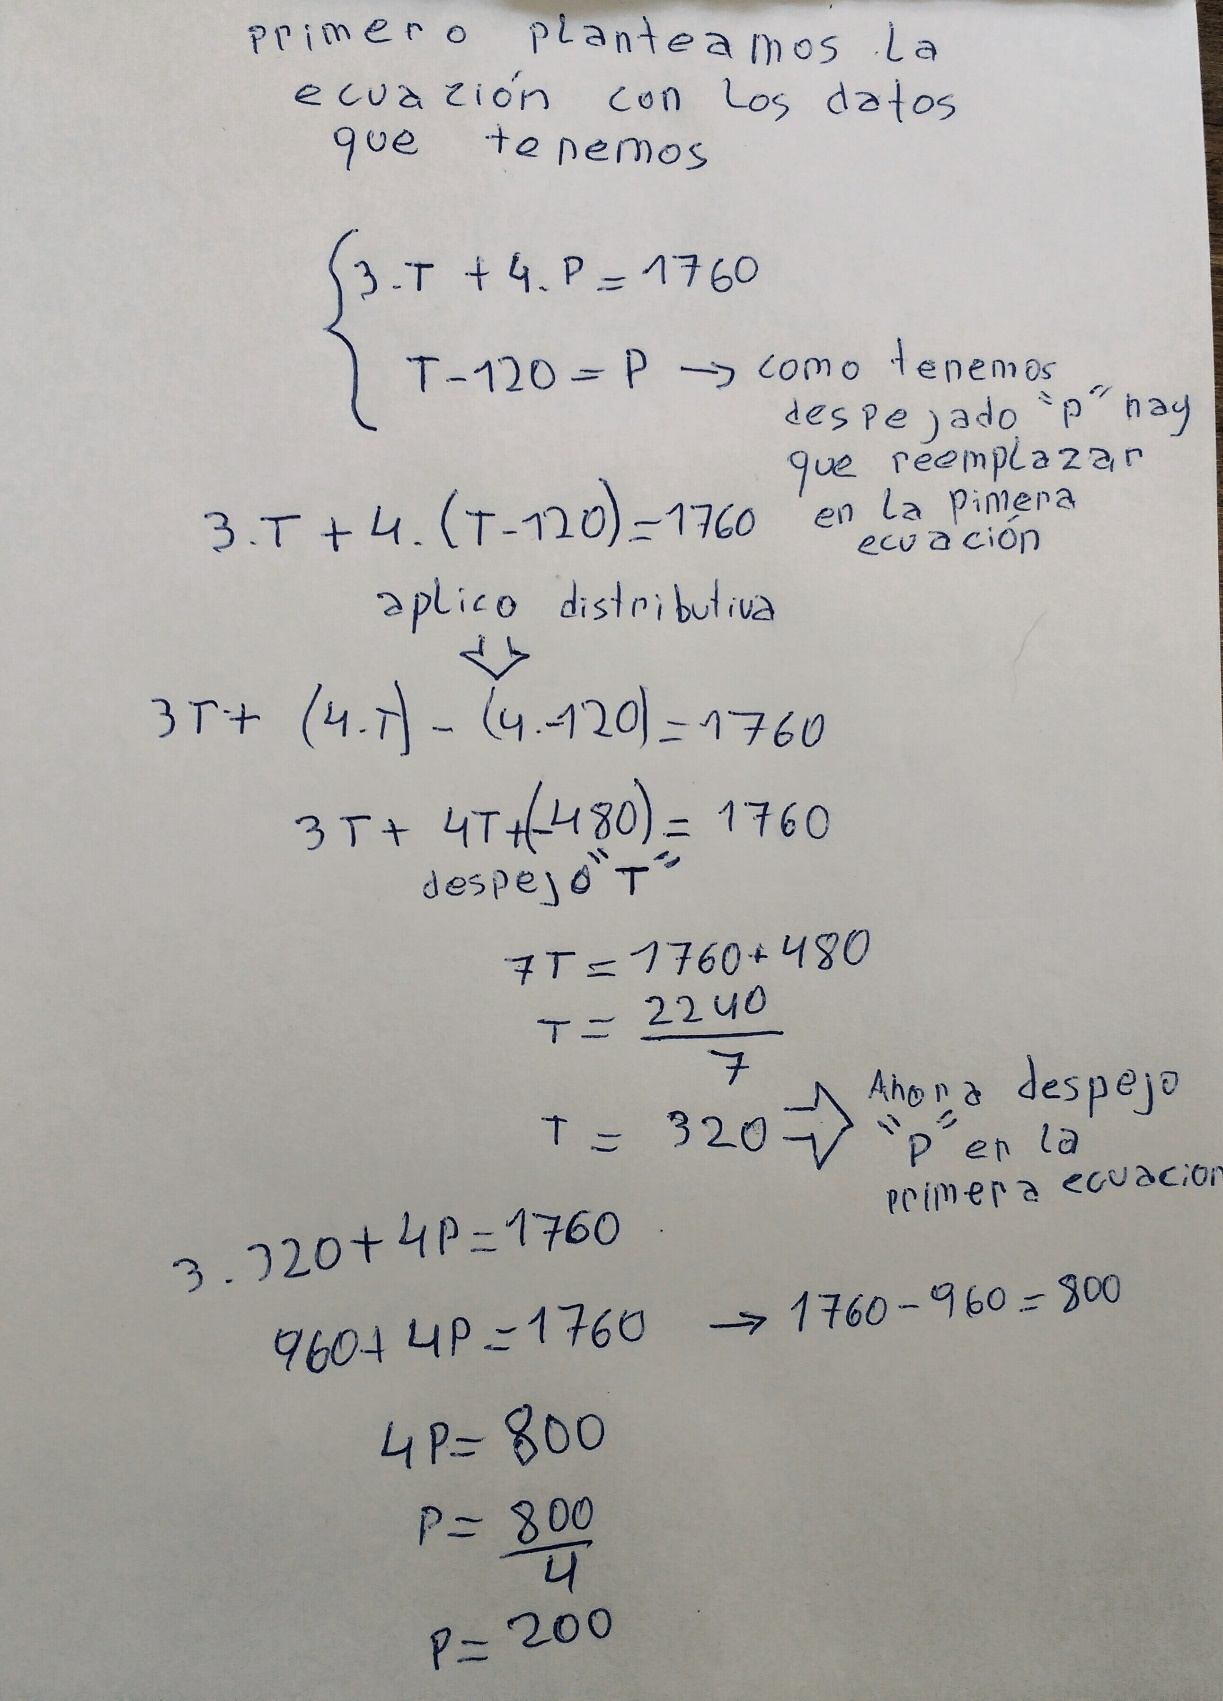 primero planteamos la
ecuazión con los datos
que tenemos
3.T + 4.P = 1760
T-120 = P → como tenemos
despejado "p" hay
que reemplazar
en la pimera
ecuación
3.T + 4.(T-120)=1760
aplico distributiva
3T+ (4.T) - (4.-120)=1760
3T+ 4T+(-480)= 1760
despejo "T"
7T = 1760+480
T = 2240/7
T = 320 ⇒ Ahora despejo
"P" en la
primera ecuacion
3.320+4P=1760
960+4P=1760 → 1760-960=800
4P= 800
P= 800/4
P= 200